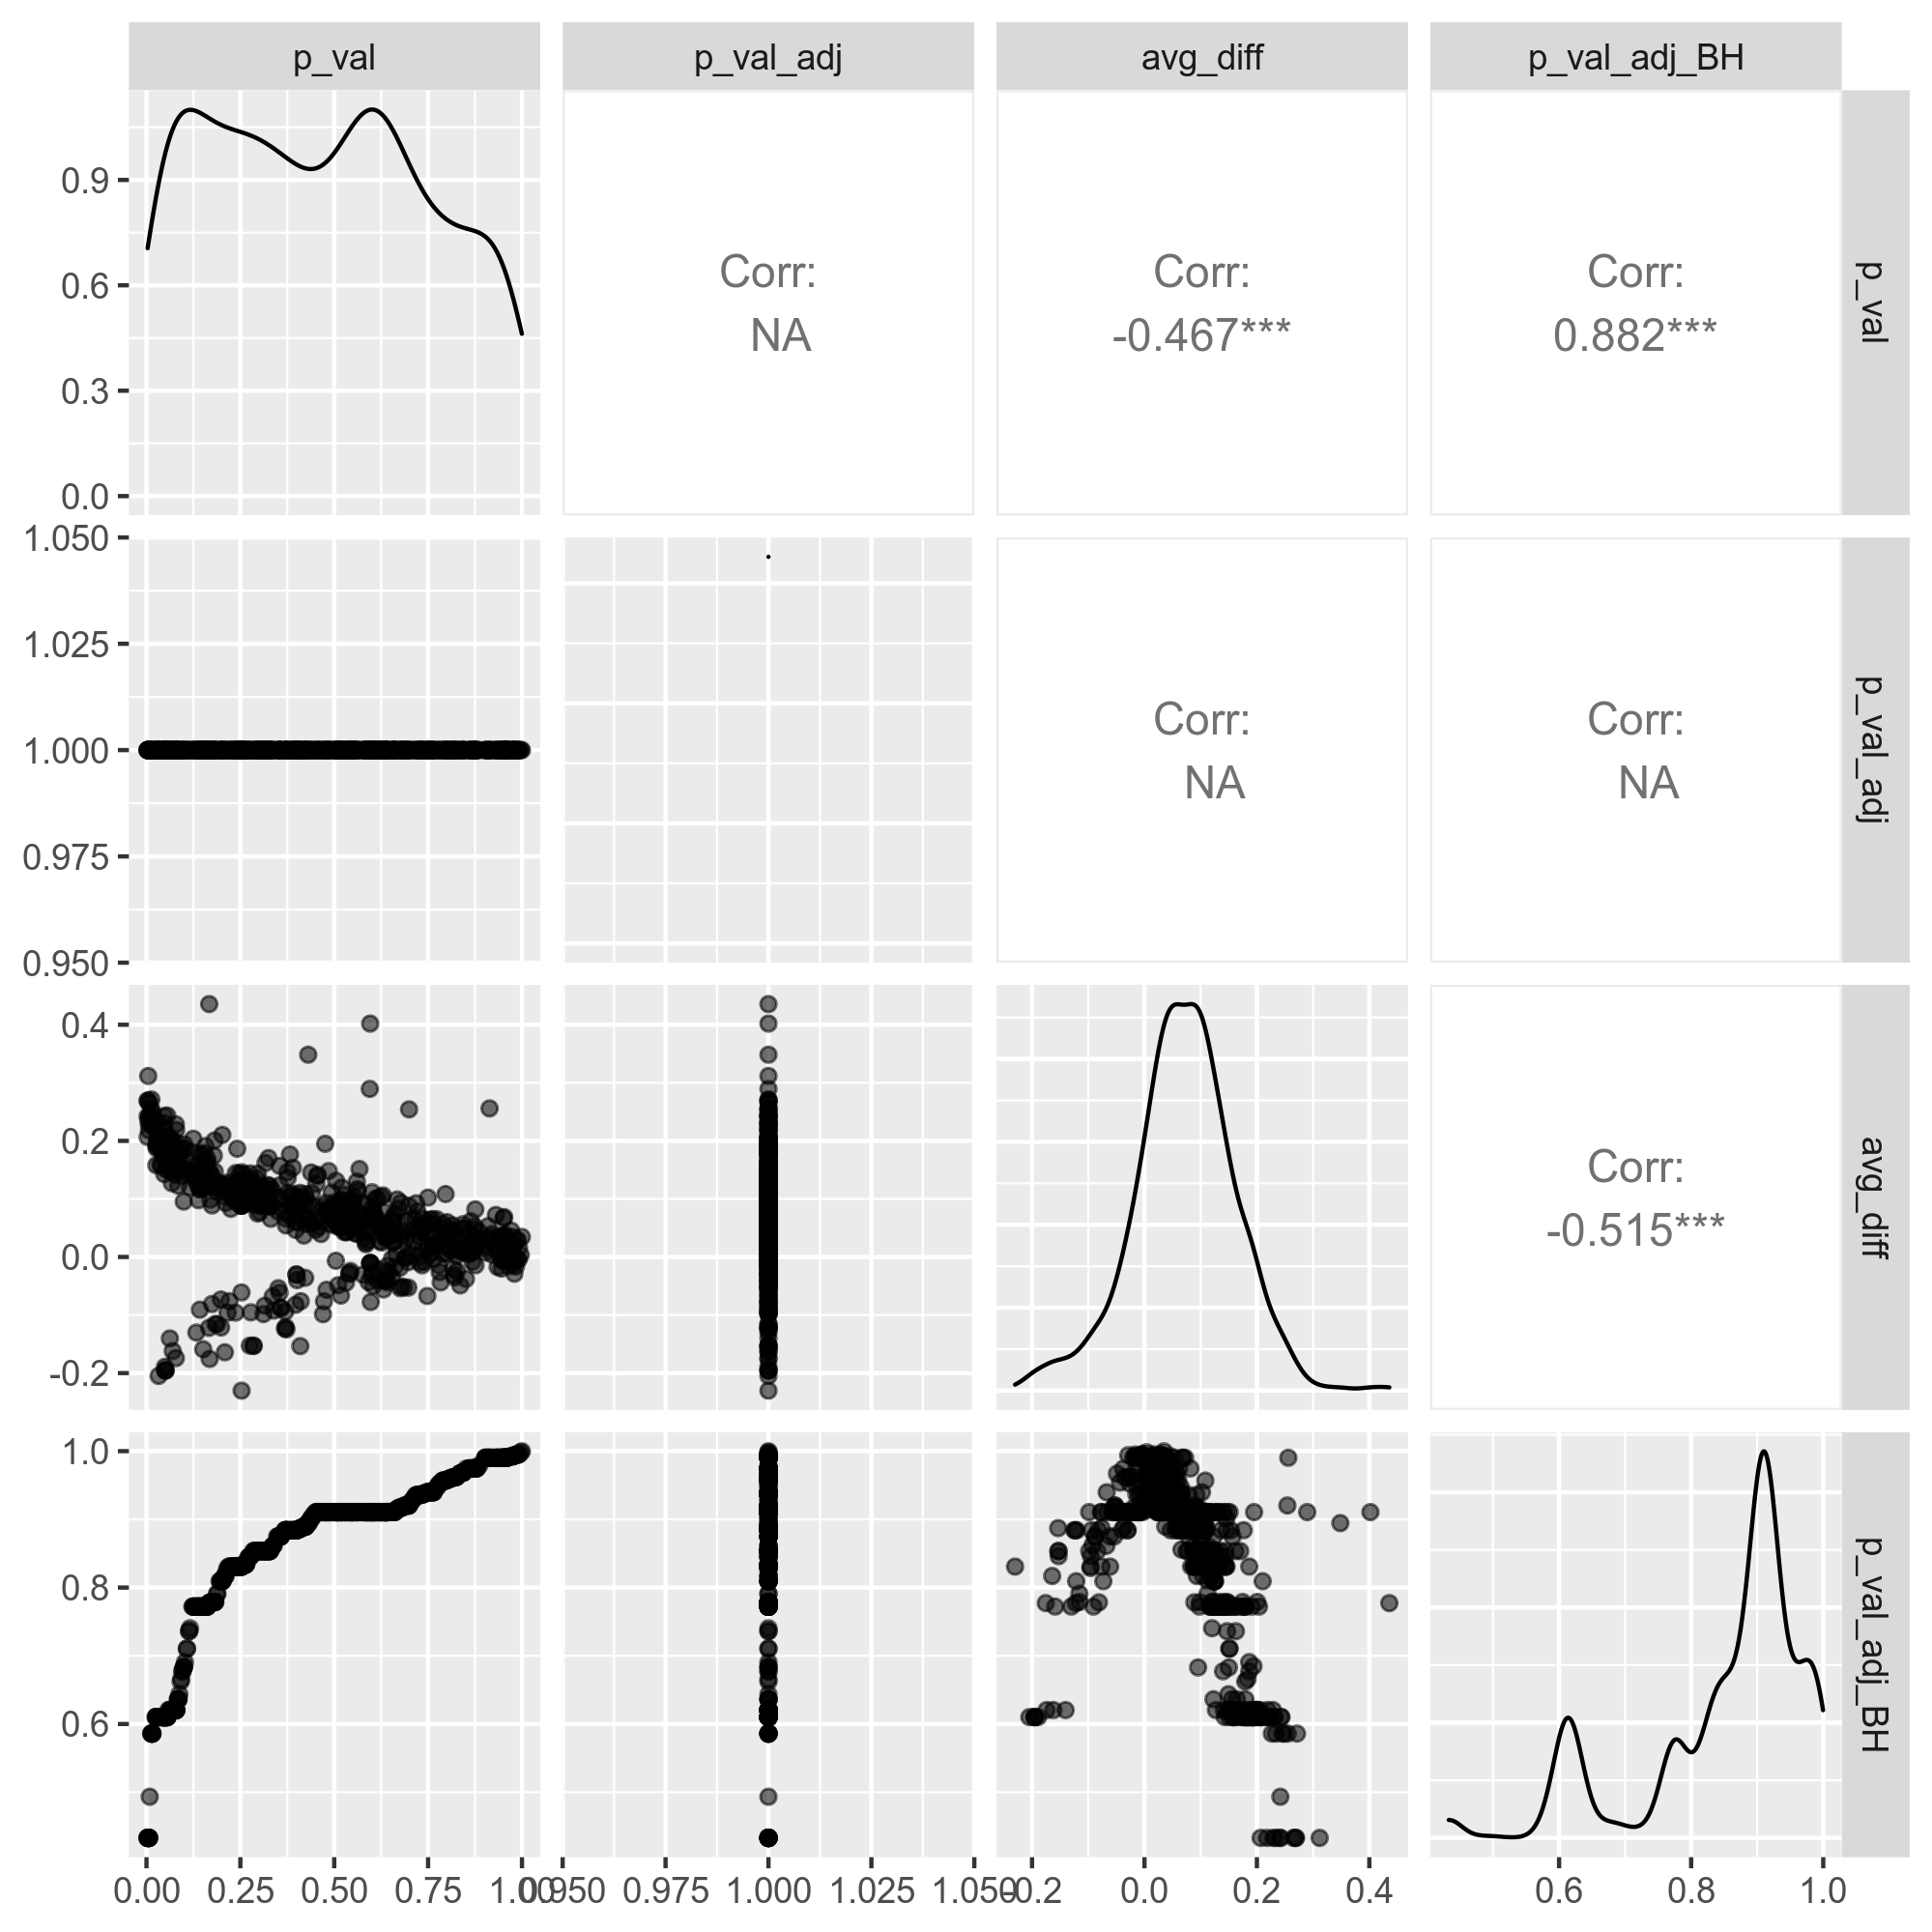 p_val
p_val_adj
avg_diff
p_val_adj_BH
0.9
0.6
0.3
0.0
Corr:
NA
Corr:
-0.467***
Corr:
0.882***
p_val
1.050
1.025
1.000
0.975
0.950
Corr:
NA
Corr:
NA
p_val_adj
0.4
0.2
0.0
-0.2
Corr:
-0.515***
avg_diff
1.0
0.8
0.6
p_val_adj_BH
0.00 0.25 0.50 0.75 1.00
0.950 0.975 1.000 1.025 1.050
-0.2 0.0 0.2 0.4
0.6 0.8 1.0